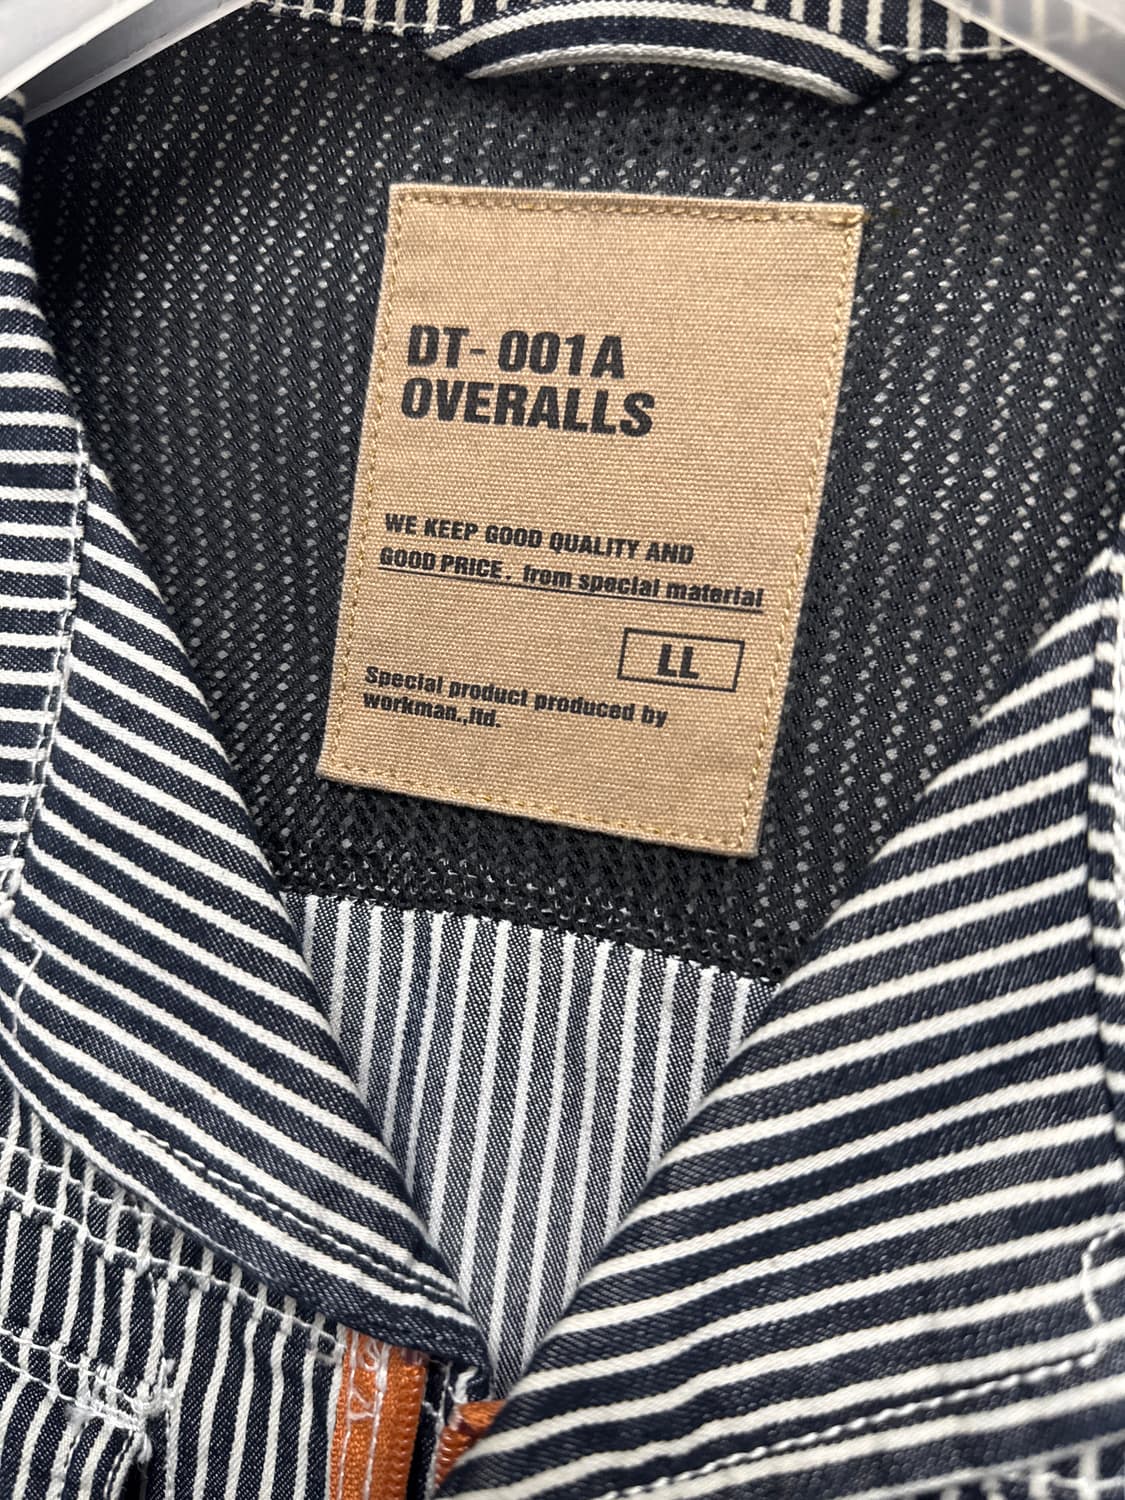 DT-001A
OVERALLS
WE KEEP GOOD QUALITY AND
GOOD PRICE. from special material
LL
Special product produced by
workman.,ltd.